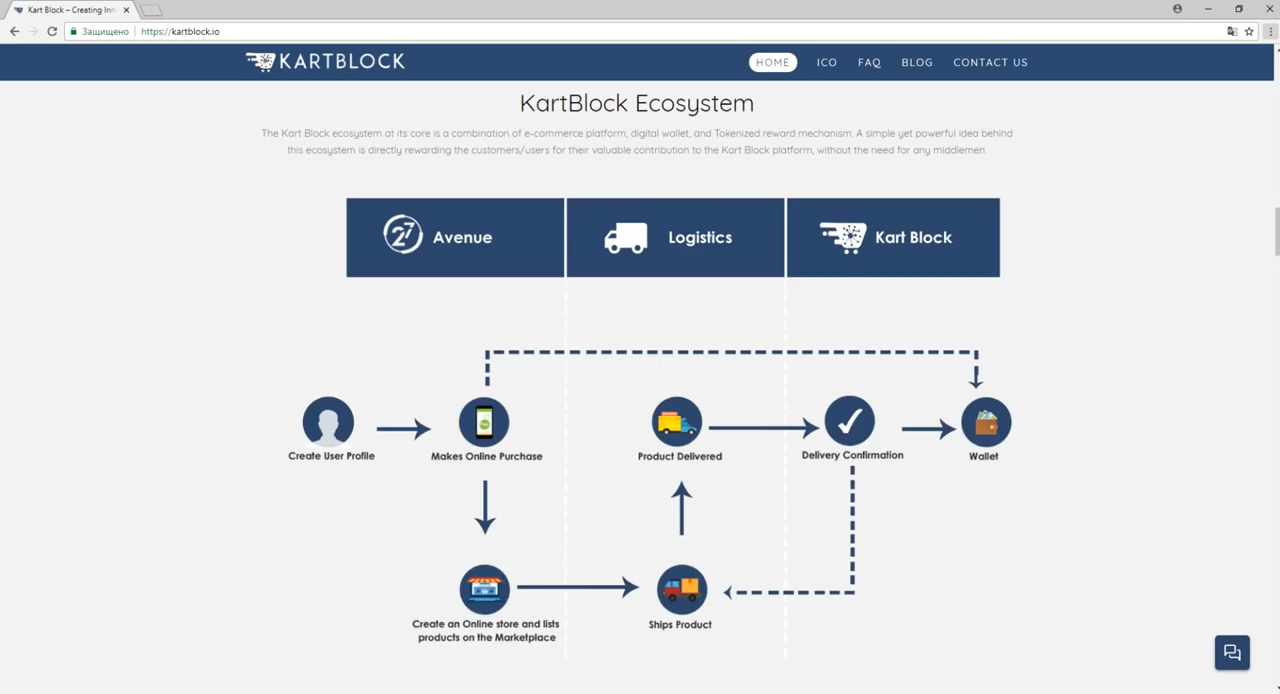 Kart Block – Creating Inn
Защищено
https://kartblock.io
KARTBLOCK
HOME
ICO
FAQ
BLOG
CONTACT US
KartBlock Ecosystem
The Kart Block ecosystem at its core is a combination of e-commerce platform, digital wallet, and Tokenized reward mechanism. A simple yet powerful idea behind
this ecosystem is directly rewarding the customers/users for their valuable contribution to the Kart Block platform, without the need for any middlemen.
27 Avenue
Logistics
Kart Block
Create User Profile
Makes Online Purchase
Product Delivered
Delivery Confirmation
Wallet
Create an Online store and lists
products on the Marketplace
Ships Product